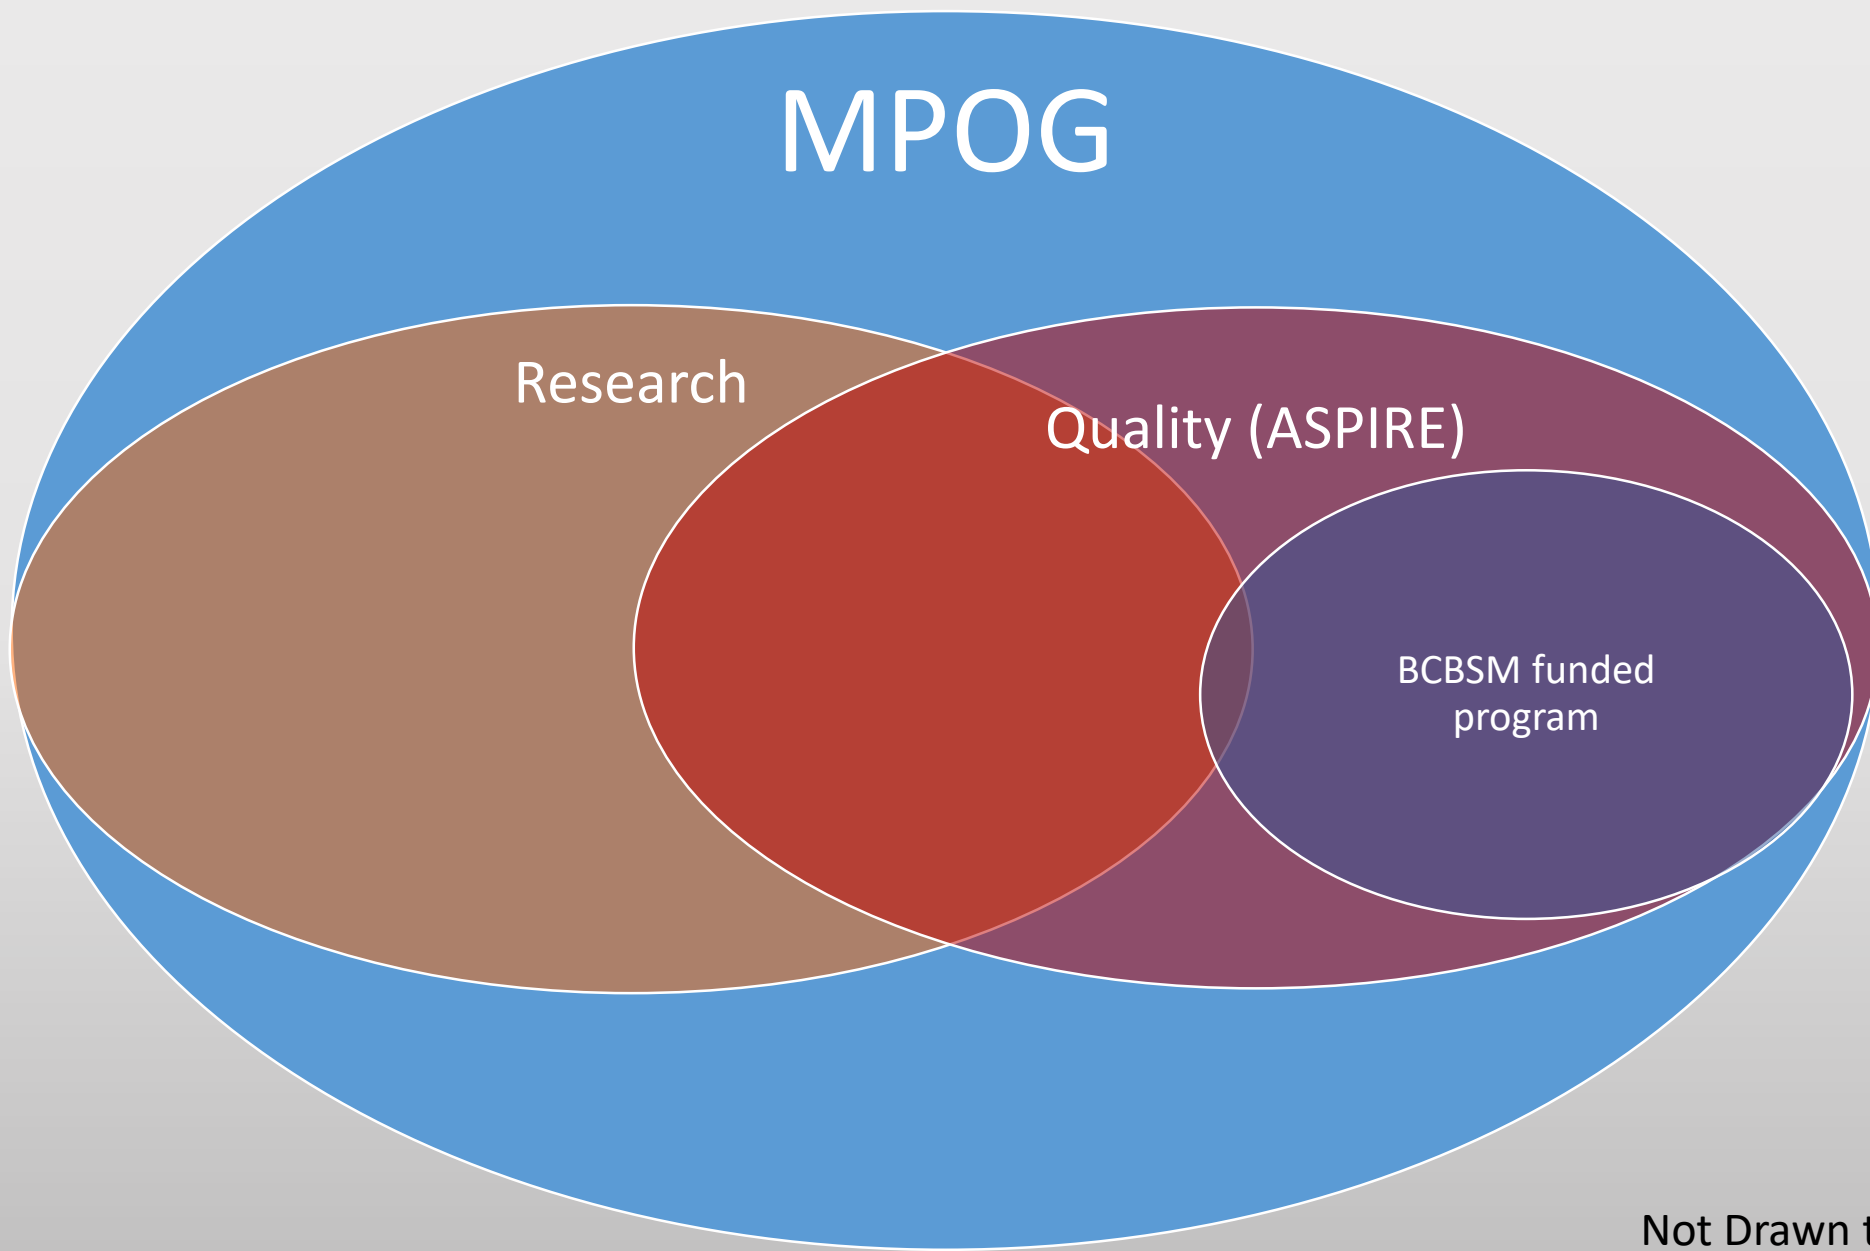 MPOG
Research
Quality (ASPIRE)
BCBSM funded
program
Not Drawn t